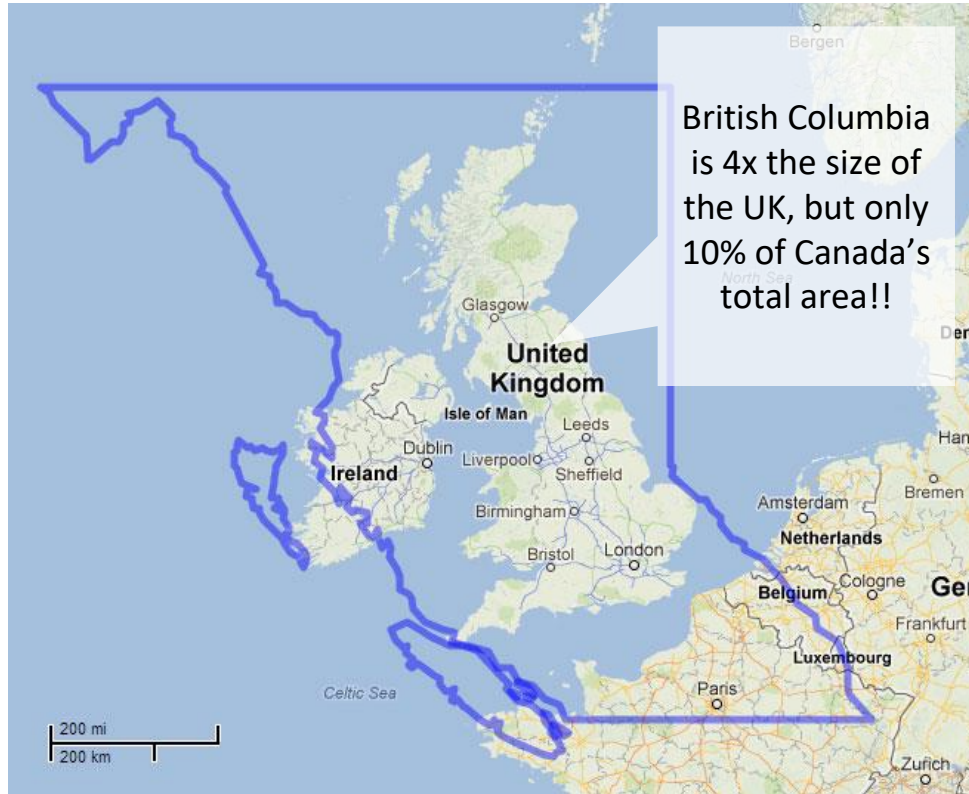 Bergen
British Columbia
is 4x the size of
the UK, but only
10% of Canada's
total area!!
North Sea
Glasgow
United
Kingdom
Isle of Man
Leeds
Dublin
Liverpool
Ireland
Sheffield
Birmingham
Amsterdam
Netherlands
Bremen
Bristol
London
Belgium
Cologne
Frankfurt
Luxembourg
Celtic Sea
Paris
200 mi
200 km
Zurich